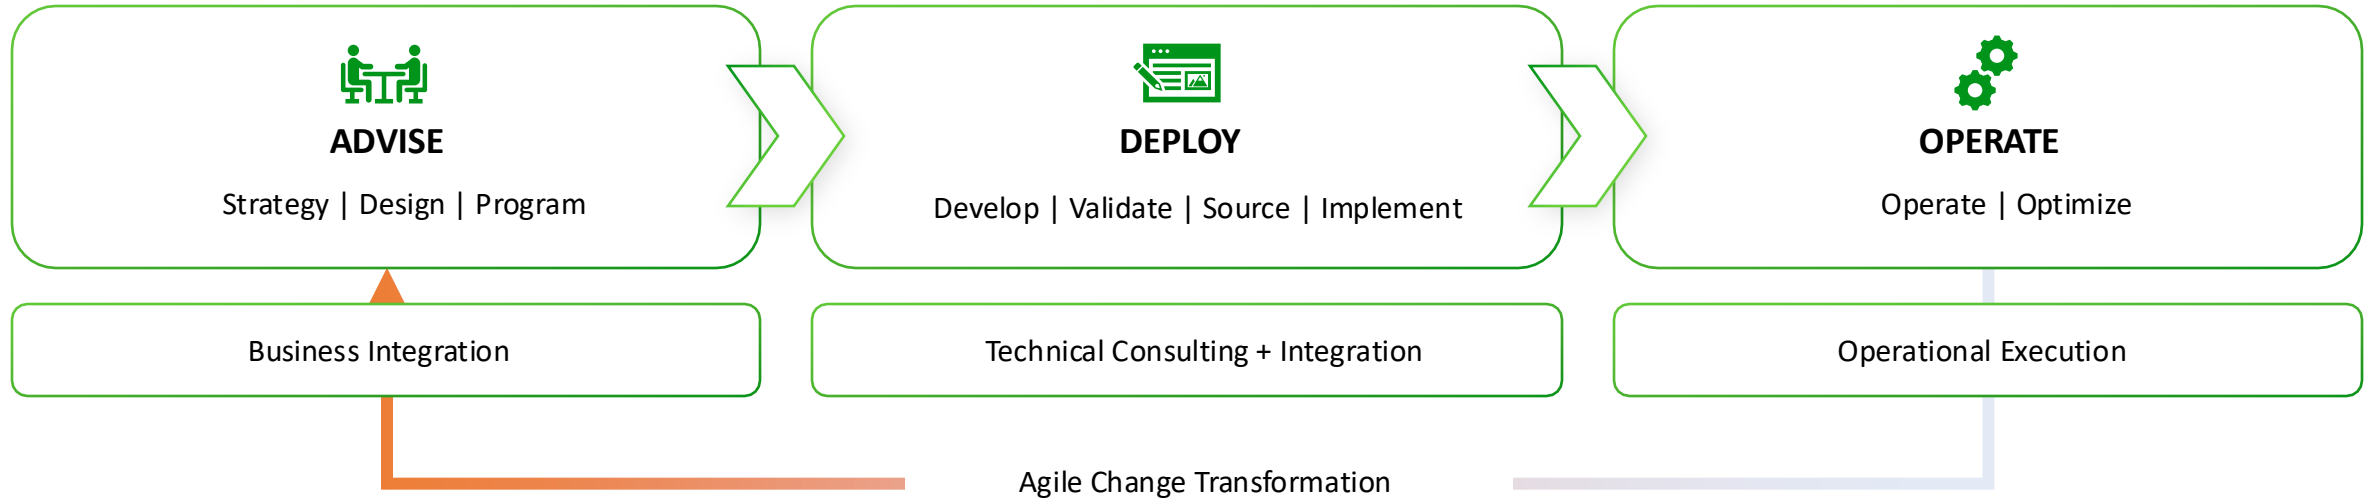 ADVISE
Strategy | Design | Program
DEPLOY
Develop | Validate | Source | Implement
OPERATE
Operate | Optimize
Business Integration
Technical Consulting + Integration
Operational Execution
Agile Change Transformation